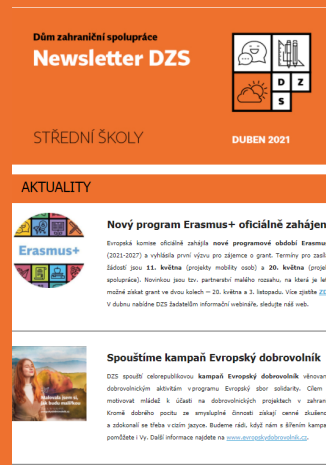 Dům zahraniční spolupráce
Newsletter DZS
D Z
S
STŘEDNÍ ŠKOLY
DUBEN 2021
AKTUALITY
Erasmus+
Nový program Erasmus+ oficiálně zahájen
Evropská komise oficiálně zahájila nové programové období Erasmus
(2021-2027) a vyhlásila první výzvu pro zájemce o grant. Termíny pro zasíl
žádostí jsou 11. května (projekty mobility osob) a 20. května (proje
spolupráce). Novinkou jsou tzv. partnerství malého rozsahu, na která je let
možné získat grant ve dvou kolech – 20. května a 3. listopadu. Více zjistíte
V dubnu nabídne DZS žadatelům informační webináře, sledujte náš web.
Spouštíme kampaň Evropský dobrovolník
DZS spouští celorepublikovou kampaň Evropský dobrovolník věnovan
dobrovolnickým aktivitám v programu Evropský sbor solidarity. Cílem
motivovat mládež k účasti na dobrovolnických projektech v zahran
Kromě dobrého pocitu ze smysluplné činnosti získají cenné zkušeno
a zdokonalí se třeba v cizím jazyce. Budeme rádi, když nám s šířením kampa
pomůžete i Vy. Další informace najdete na www.evropskydobrovolnik.cz.